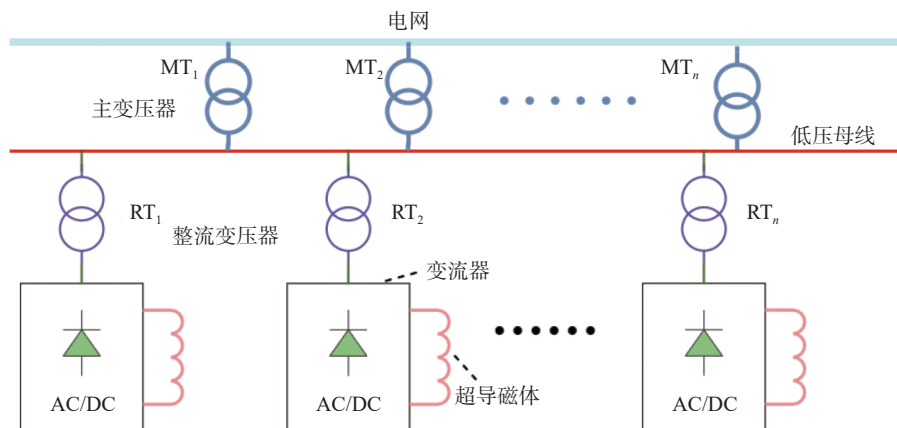 电网
MT₁ MT₂ MTₙ
主变压器
低压母线
RT₁ RT₂ RTₙ
整流变压器
变流器
超导磁体
AC/DC AC/DC AC/DC